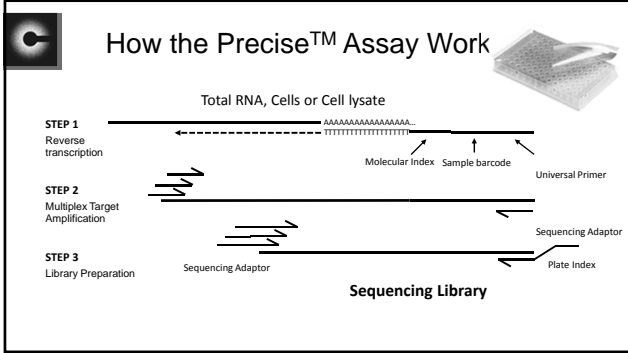 How the Precise™ Assay Work
Total RNA, Cells or Cell lysate
STEP 1
AAAAAAAAAAAAAAAAA...
TTTTTTTTTTTTTTTTTT
Reverse
transcription
Molecular Index
Sample barcode
Universal Primer
STEP 2
Multiplex Target
Amplification
Sequencing Adaptor
STEP 3
Library Preparation
Sequencing Adaptor
Plate Index
Sequencing Library